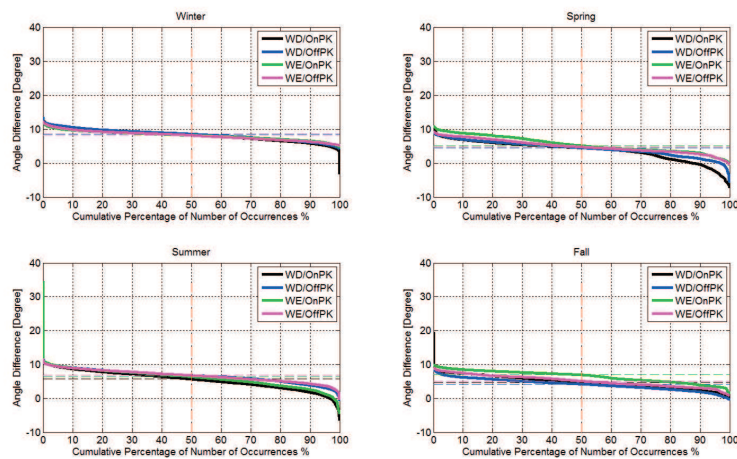 Winter
Angle Difference [Degree]
40
30
20
10
0
-10
WD/OnPK
WD/OffPK
WE/OnPK
WE/OffPK
0 10 20 30 40 50 60 70 80 90 100
Cumulative Percentage of Number of Occurrences %
Spring
Angle Difference [Degree]
40
30
20
10
0
-10
WD/OnPK
WD/OffPK
WE/OnPK
WE/OffPK
0 10 20 30 40 50 60 70 80 90 100
Cumulative Percentage of Number of Occurrences %
Summer
Angle Difference [Degree]
40
30
20
10
0
-10
WD/OnPK
WD/OffPK
WE/OnPK
WE/OffPK
0 10 20 30 40 50 60 70 80 90 100
Cumulative Percentage of Number of Occurrences %
Fall
Angle Difference [Degree]
40
30
20
10
0
-10
WD/OnPK
WD/OffPK
WE/OnPK
WE/OffPK
0 10 20 30 40 50 60 70 80 90 100
Cumulative Percentage of Number of Occurrences %